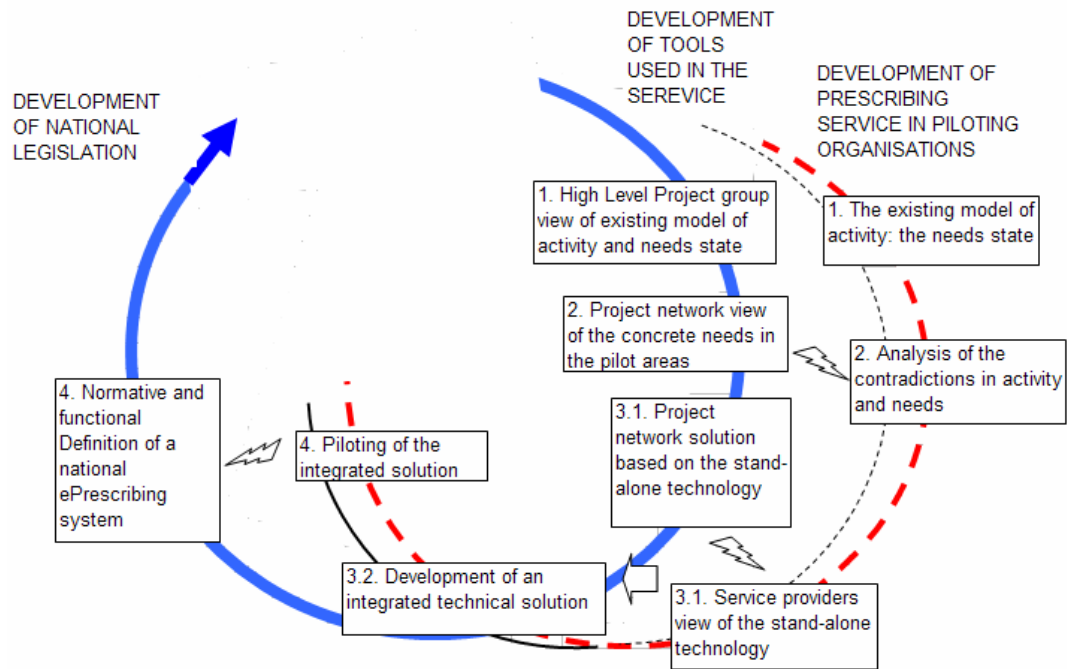 DEVELOPMENT
OF NATIONAL
LEGISLATION
DEVELOPMENT
OF TOOLS
USED IN THE
SEREVICE
DEVELOPMENT OF
PRESCRIBING
SERVICE IN PILOTING
ORGANISATIONS
1. High Level Project group
view of existing model of
activity and needs state
1. The existing model of
activity: the needs state
2. Project network view
of the concrete needs in
the pilot areas
2. Analysis of the
contradictions in activity
and needs
3.1. Project
network solution
based on the stand-
alone technology
3.1. Service providers
view of the stand-alone
technology
3.2. Development of an
integrated technical solution
4. Piloting of the
integrated solution
4. Normative and
functional
Definition of a
national
ePrescribing
system